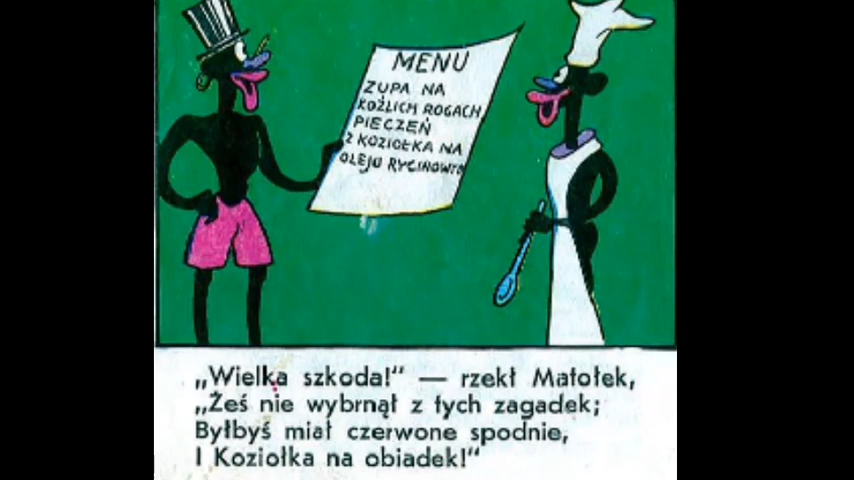 MENU
ZUPA NA
KOŹLICH ROGACH
PIECZEŃ
Z KOZIOŁKA NA
OLEJU RYCINOWYM
„Wielka szkoda!" — rzekł Matołek,
„Żeś nie wybrnął z tych zagadek;
Byłbyś miał czerwone spodnie,
I Koziołka na obiadek!"